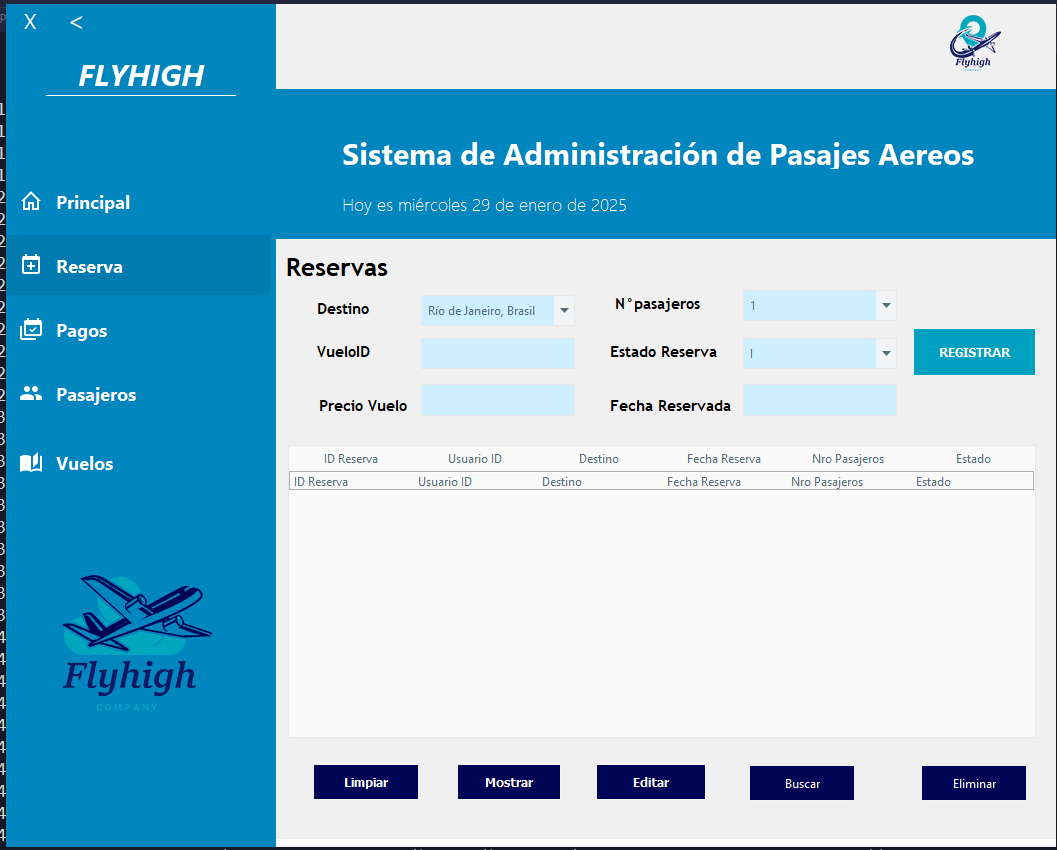 X <
FLYHIGH
Flyhigh
COMPANY
Sistema de Administración de Pasajes Aereos
Hoy es miércoles 29 de enero de 2025
Principal
Reserva
Pagos
Pasajeros
Vuelos
Flyhigh
COMPANY
Reservas
Destino Río de Janeiro, Brasil N°pasajeros 1
VueloID Estado Reserva I
REGISTRAR
Precio Vuelo Fecha Reservada
ID Reserva Usuario ID Destino Fecha Reserva Nro Pasajeros Estado
ID Reserva Usuario ID Destino Fecha Reserva Nro Pasajeros Estado
Limpiar Mostrar Editar Buscar Eliminar